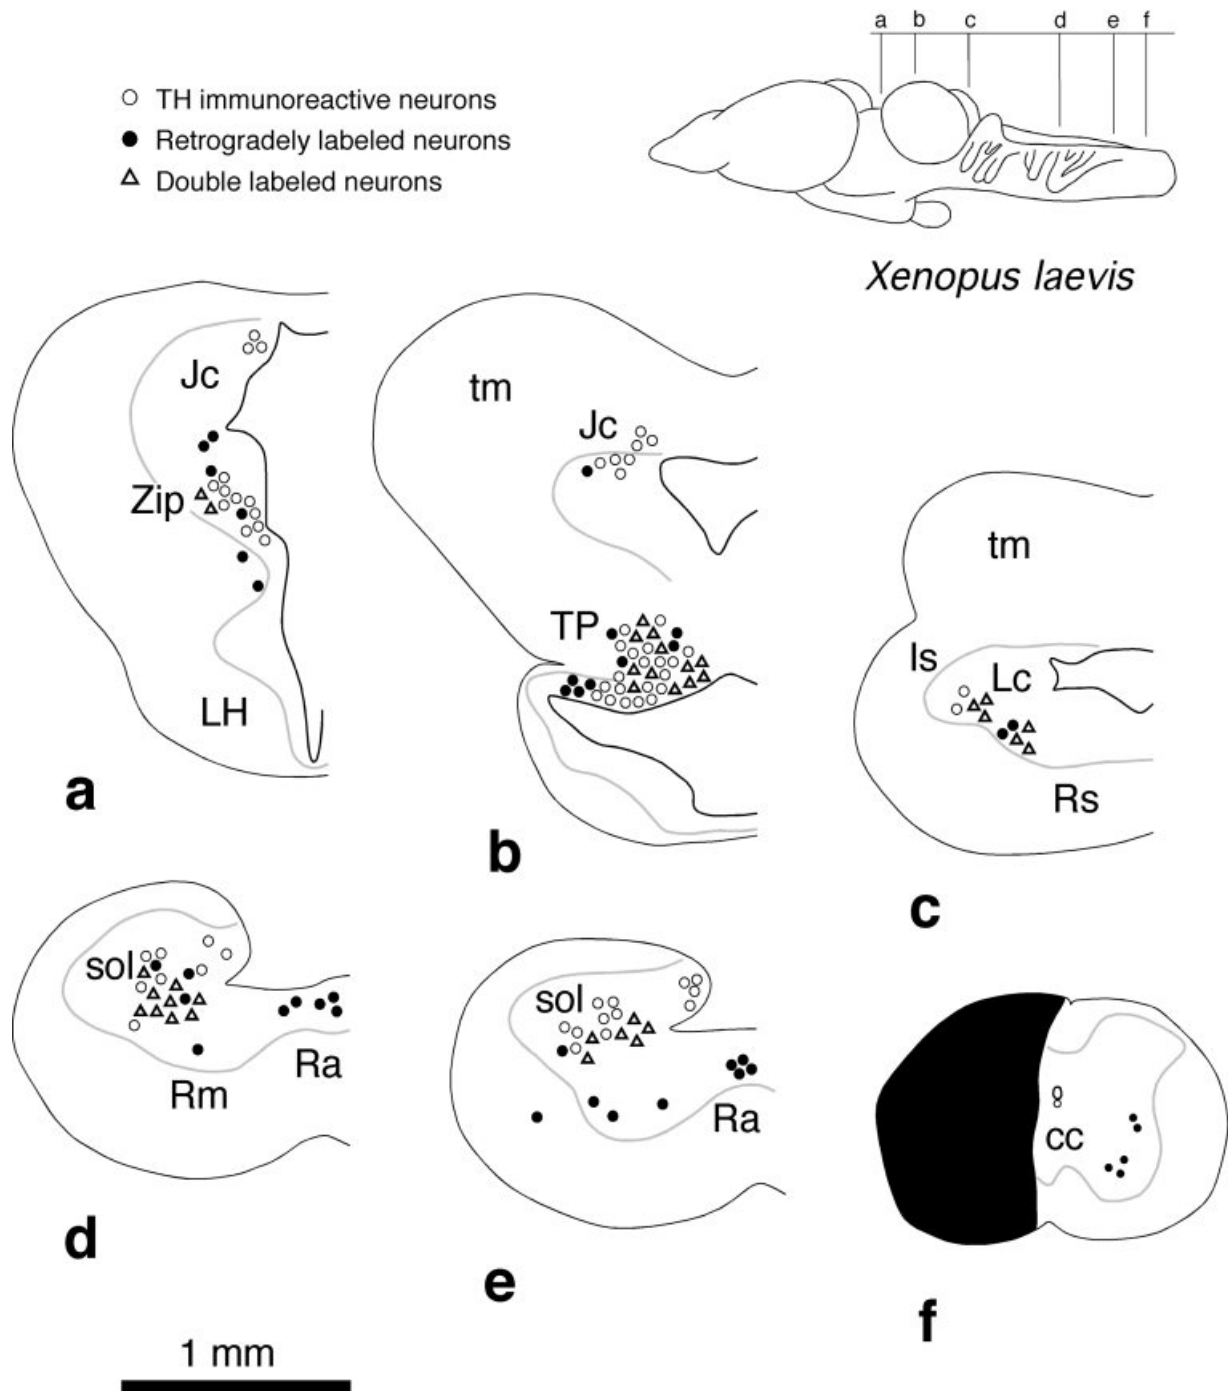 a b c d e f
TH immunoreactive neurons
Retrogradely labeled neurons
Double labeled neurons
Xenopus laevis
Jc
Zip
LH
a
tm
Jc
TP
b
tm
Is
Lc
Rs
c
sol
Rm
Ra
d
sol
Ra
e
cc
f
1 mm